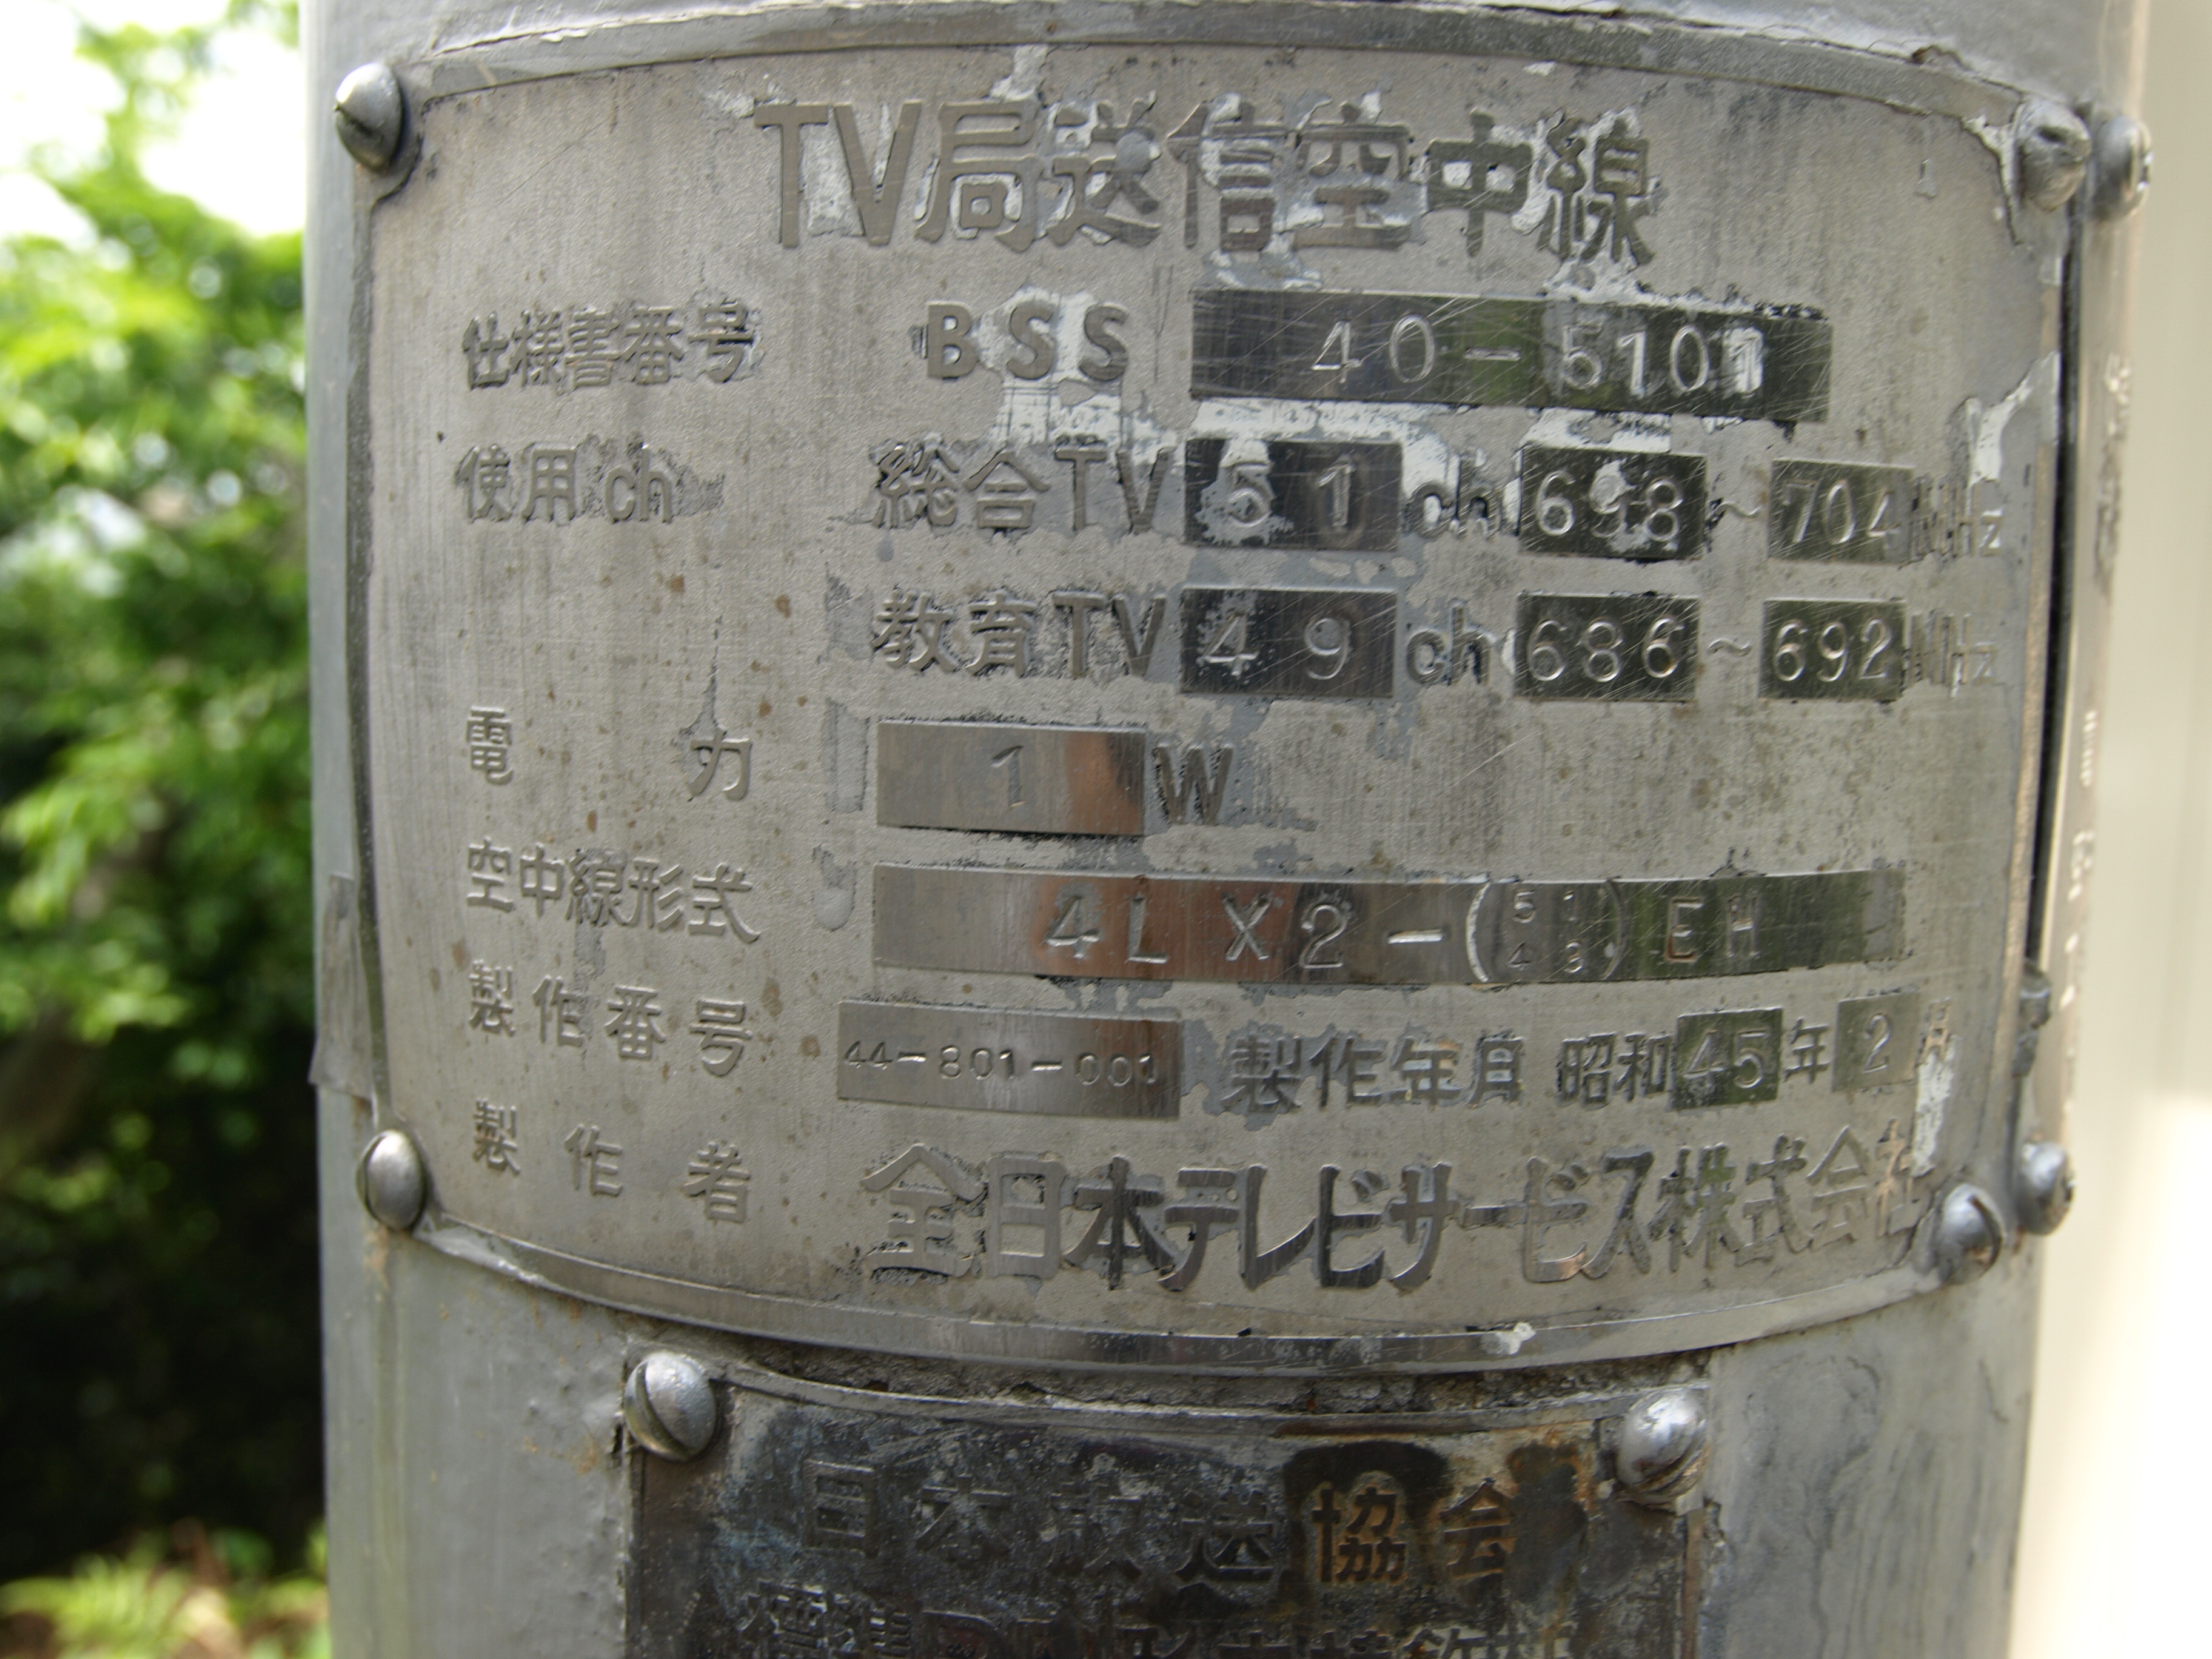 TV局送信空中線
仕様書番号 BSS 40-5101
使用ch 総合TV 51 ch 698～704 MHz
教育TV 49 ch 686～692 MHz
電力 1 W
空中線形式 4L X2-(51 49) EH
製作番号 44-801-001 製作年月 昭和45年2月
製作者 全日本テレビサービス株式会社
日本放送協会